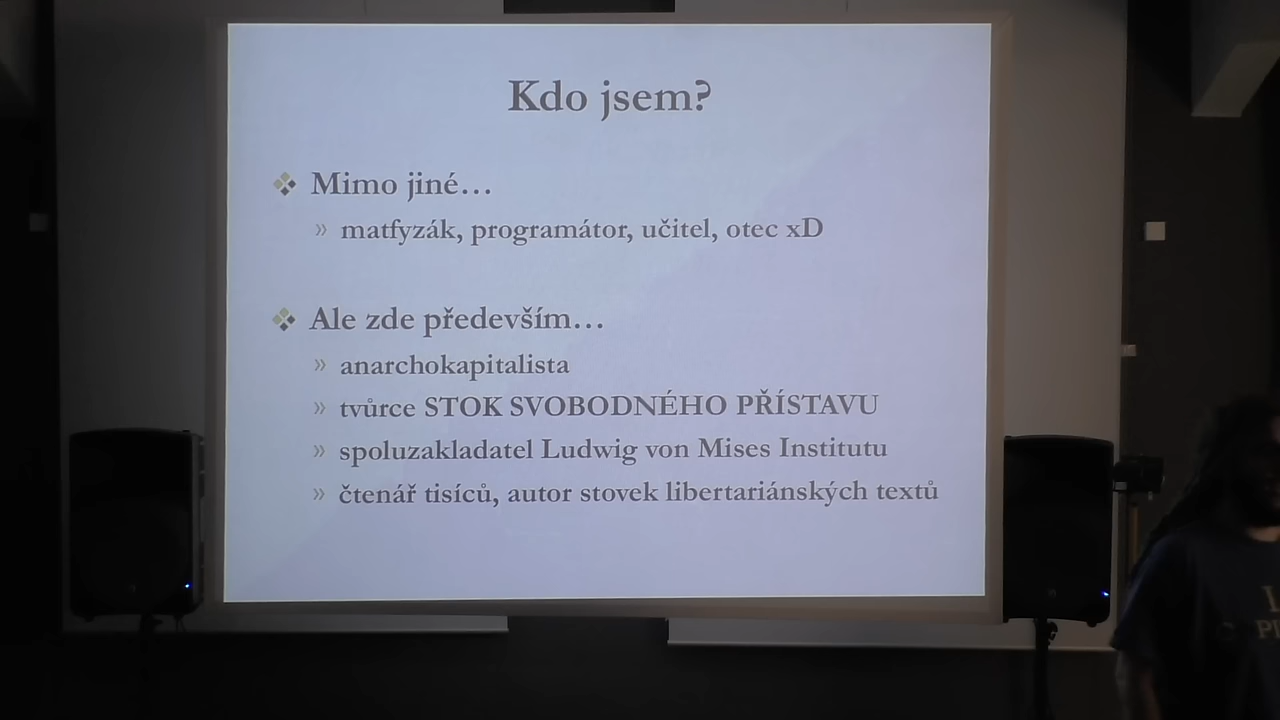 Kdo jsem?
Mimo jiné…
» matfyzák, programátor, učitel, otec xD
Ale zde především…
» anarchokapitalista
» tvůrce STOK SVOBODNÉHO PŘÍSTAVU
» spoluzakladatel Ludwig von Mises Institutu
» čtenář tisíců, autor stovek libertariánských textů